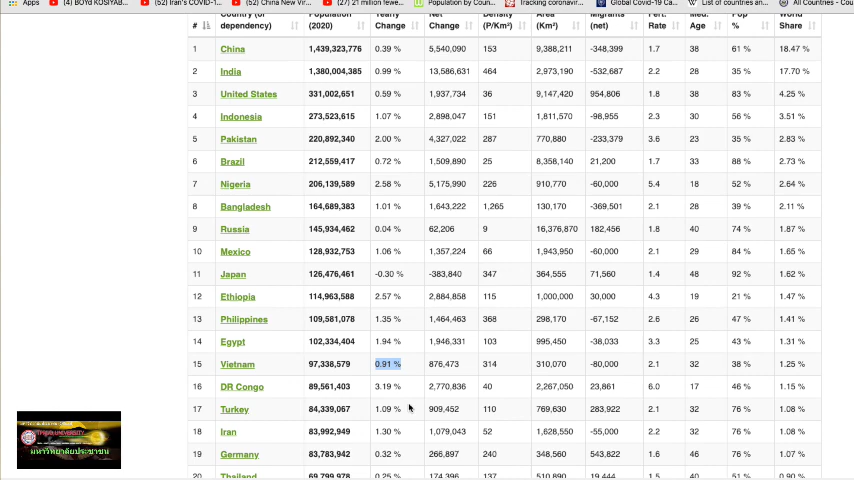 Apps (4) BOYd KOSIYAB... (52) Iran's COVID-1... (52) China New Vir... (27) 21 million fewe... Population by Coun... Tracking coronavir... Global Covid-19 Ca... List of countries an... All Countries - Cou
# Country (or dependency) Population (2020) Yearly Change Net Change Density (P/Km²) Area (Km²) Migrants (net) Fert. Rate Med. Age Pop % World Share
1 China 1,439,323,776 0.39 % 5,540,090 153 9,388,211 -348,399 1.7 38 61 % 18.47 %
2 India 1,380,004,385 0.99 % 13,586,631 464 2,973,190 -532,687 2.2 28 35 % 17.70 %
3 United States 331,002,651 0.59 % 1,937,734 36 9,147,420 954,806 1.8 38 83 % 4.25 %
4 Indonesia 273,523,615 1.07 % 2,898,047 151 1,811,570 -98,955 2.3 30 56 % 3.51 %
5 Pakistan 220,892,340 2.00 % 4,327,022 287 770,880 -233,379 3.6 23 35 % 2.83 %
6 Brazil 212,559,417 0.72 % 1,509,890 25 8,358,140 21,200 1.7 33 88 % 2.73 %
7 Nigeria 206,139,589 2.58 % 5,175,990 226 910,770 -60,000 5.4 18 52 % 2.64 %
8 Bangladesh 164,689,383 1.01 % 1,643,222 1,265 130,170 -369,501 2.1 28 39 % 2.11 %
9 Russia 145,934,462 0.04 % 62,206 9 16,376,870 182,456 1.8 40 74 % 1.87 %
10 Mexico 128,932,753 1.06 % 1,357,224 66 1,943,950 -60,000 2.1 29 84 % 1.65 %
11 Japan 126,476,461 -0.30 % -383,840 347 364,555 71,560 1.4 48 92 % 1.62 %
12 Ethiopia 114,963,588 2.57 % 2,884,858 115 1,000,000 30,000 4.3 19 21 % 1.47 %
13 Philippines 109,581,078 1.35 % 1,464,463 368 298,170 -67,152 2.6 26 47 % 1.41 %
14 Egypt 102,334,404 1.94 % 1,946,331 103 995,450 -38,033 3.3 25 43 % 1.31 %
15 Vietnam 97,338,579 0.91 % 876,473 314 310,070 -80,000 2.1 32 38 % 1.25 %
16 DR Congo 89,561,403 3.19 % 2,770,836 40 2,267,050 23,861 6.0 17 46 % 1.15 %
17 Turkey 84,339,067 1.09 % 909,452 110 769,630 283,922 2.1 32 76 % 1.08 %
18 Iran 83,992,949 1.30 % 1,079,043 52 1,628,550 -55,000 2.2 32 76 % 1.08 %
19 Germany 83,783,942 0.32 % 266,897 240 348,560 543,822 1.6 46 76 % 1.07 %
20 Thailand 69,799,978 0.25 % 174,396 137 510,890 19,444 1.5 40 51 % 0.90 %
มหาวิทยาลัยประชาชน